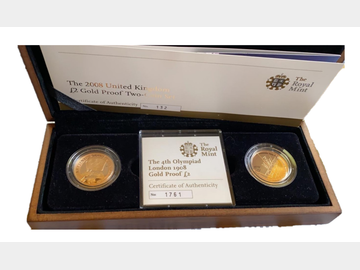 The 2008 United Kin
£2 Gold Proof Two-
Certificate of Authenticity
The
Royal
Mint
The
Royal
Mint
The 4th Olympiad
London 1908
Gold Proof £2
Certificate of Authenticity
No 1761